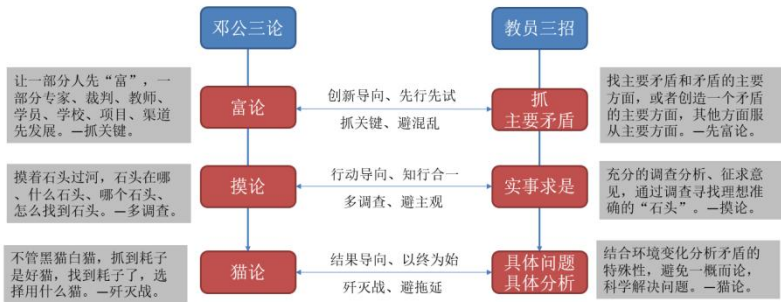 邓公三论
教员三招
让一部分人先“富”，一
部分专家、裁判、教师、
学员、学校、项目、渠道
先发展。—抓关键。
富论
创新导向、先行先试
抓关键、避混乱
抓
主要矛盾
找主要矛盾和矛盾的主要
方面，或者创造一个矛盾
的主要方面，其他方面服
从主要方面。—先富论。
摸着石头过河，石头在哪
、什么石头、哪个石头、
怎么找到石头。—多调查。
摸论
行动导向、知行合一
多调查、避主观
实事求是
充分的调查分析、征求意
见，通过调查寻找理想准
确的“石头”。—摸论。
不管黑猫白猫，抓到耗子
是好猫，找到耗子了，选
择用什么猫。—歼灭战。
猫论
结果导向、以终为始
歼灭战、避拖延
具体问题
具体分析
结合环境变化分析矛盾的
特殊性，避免一概而论，
科学解决问题。—猫论。